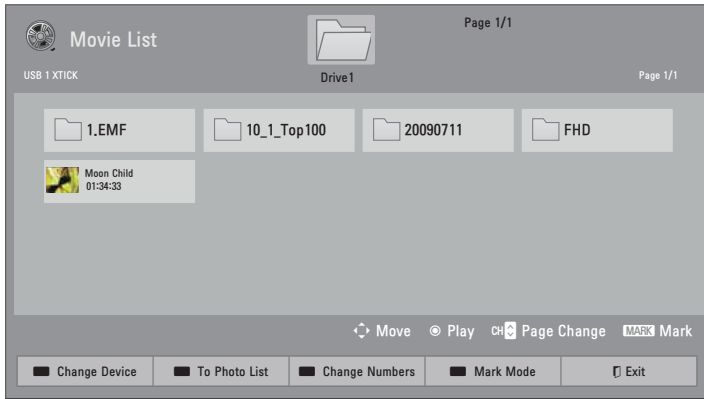 Page 1/1
Movie List
USB 1 XTICK
Drive1
Page 1/1
1.EMF
10_1_Top100
20090711
FHD
Moon Child
01:34:33
Move
Play
CH Page Change
MARK Mark
Change Device
To Photo List
Change Numbers
Mark Mode
Exit